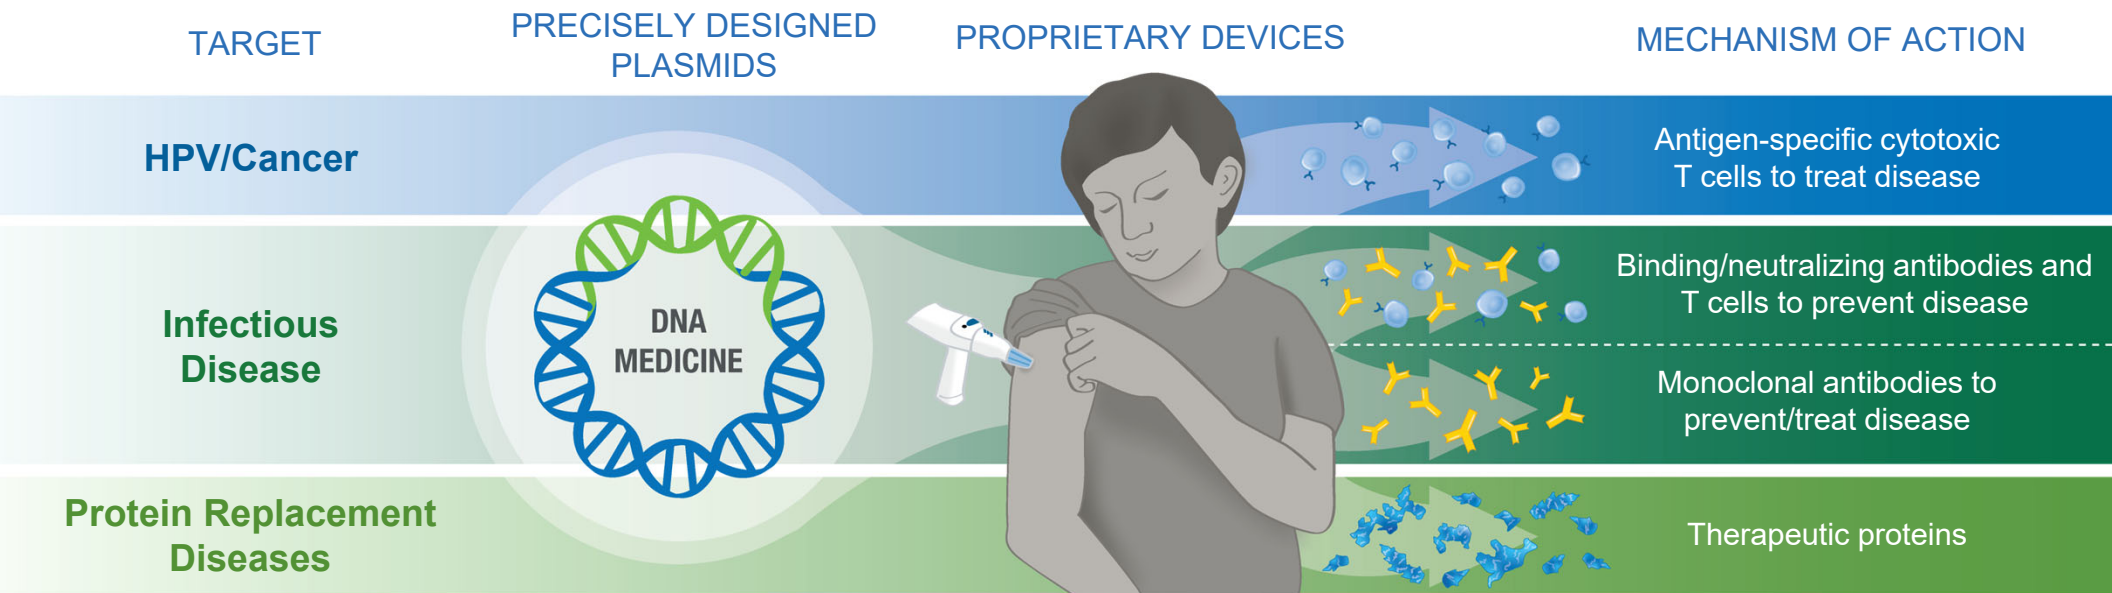 TARGET
PRECISELY DESIGNED
PLASMIDS
PROPRIETARY DEVICES
MECHANISM OF ACTION
HPV/Cancer
Antigen-specific cytotoxic
T cells to treat disease
Infectious
Disease
DNA
MEDICINE
Binding/neutralizing antibodies and
T cells to prevent disease
Monoclonal antibodies to
prevent/treat disease
Protein Replacement
Diseases
Therapeutic proteins